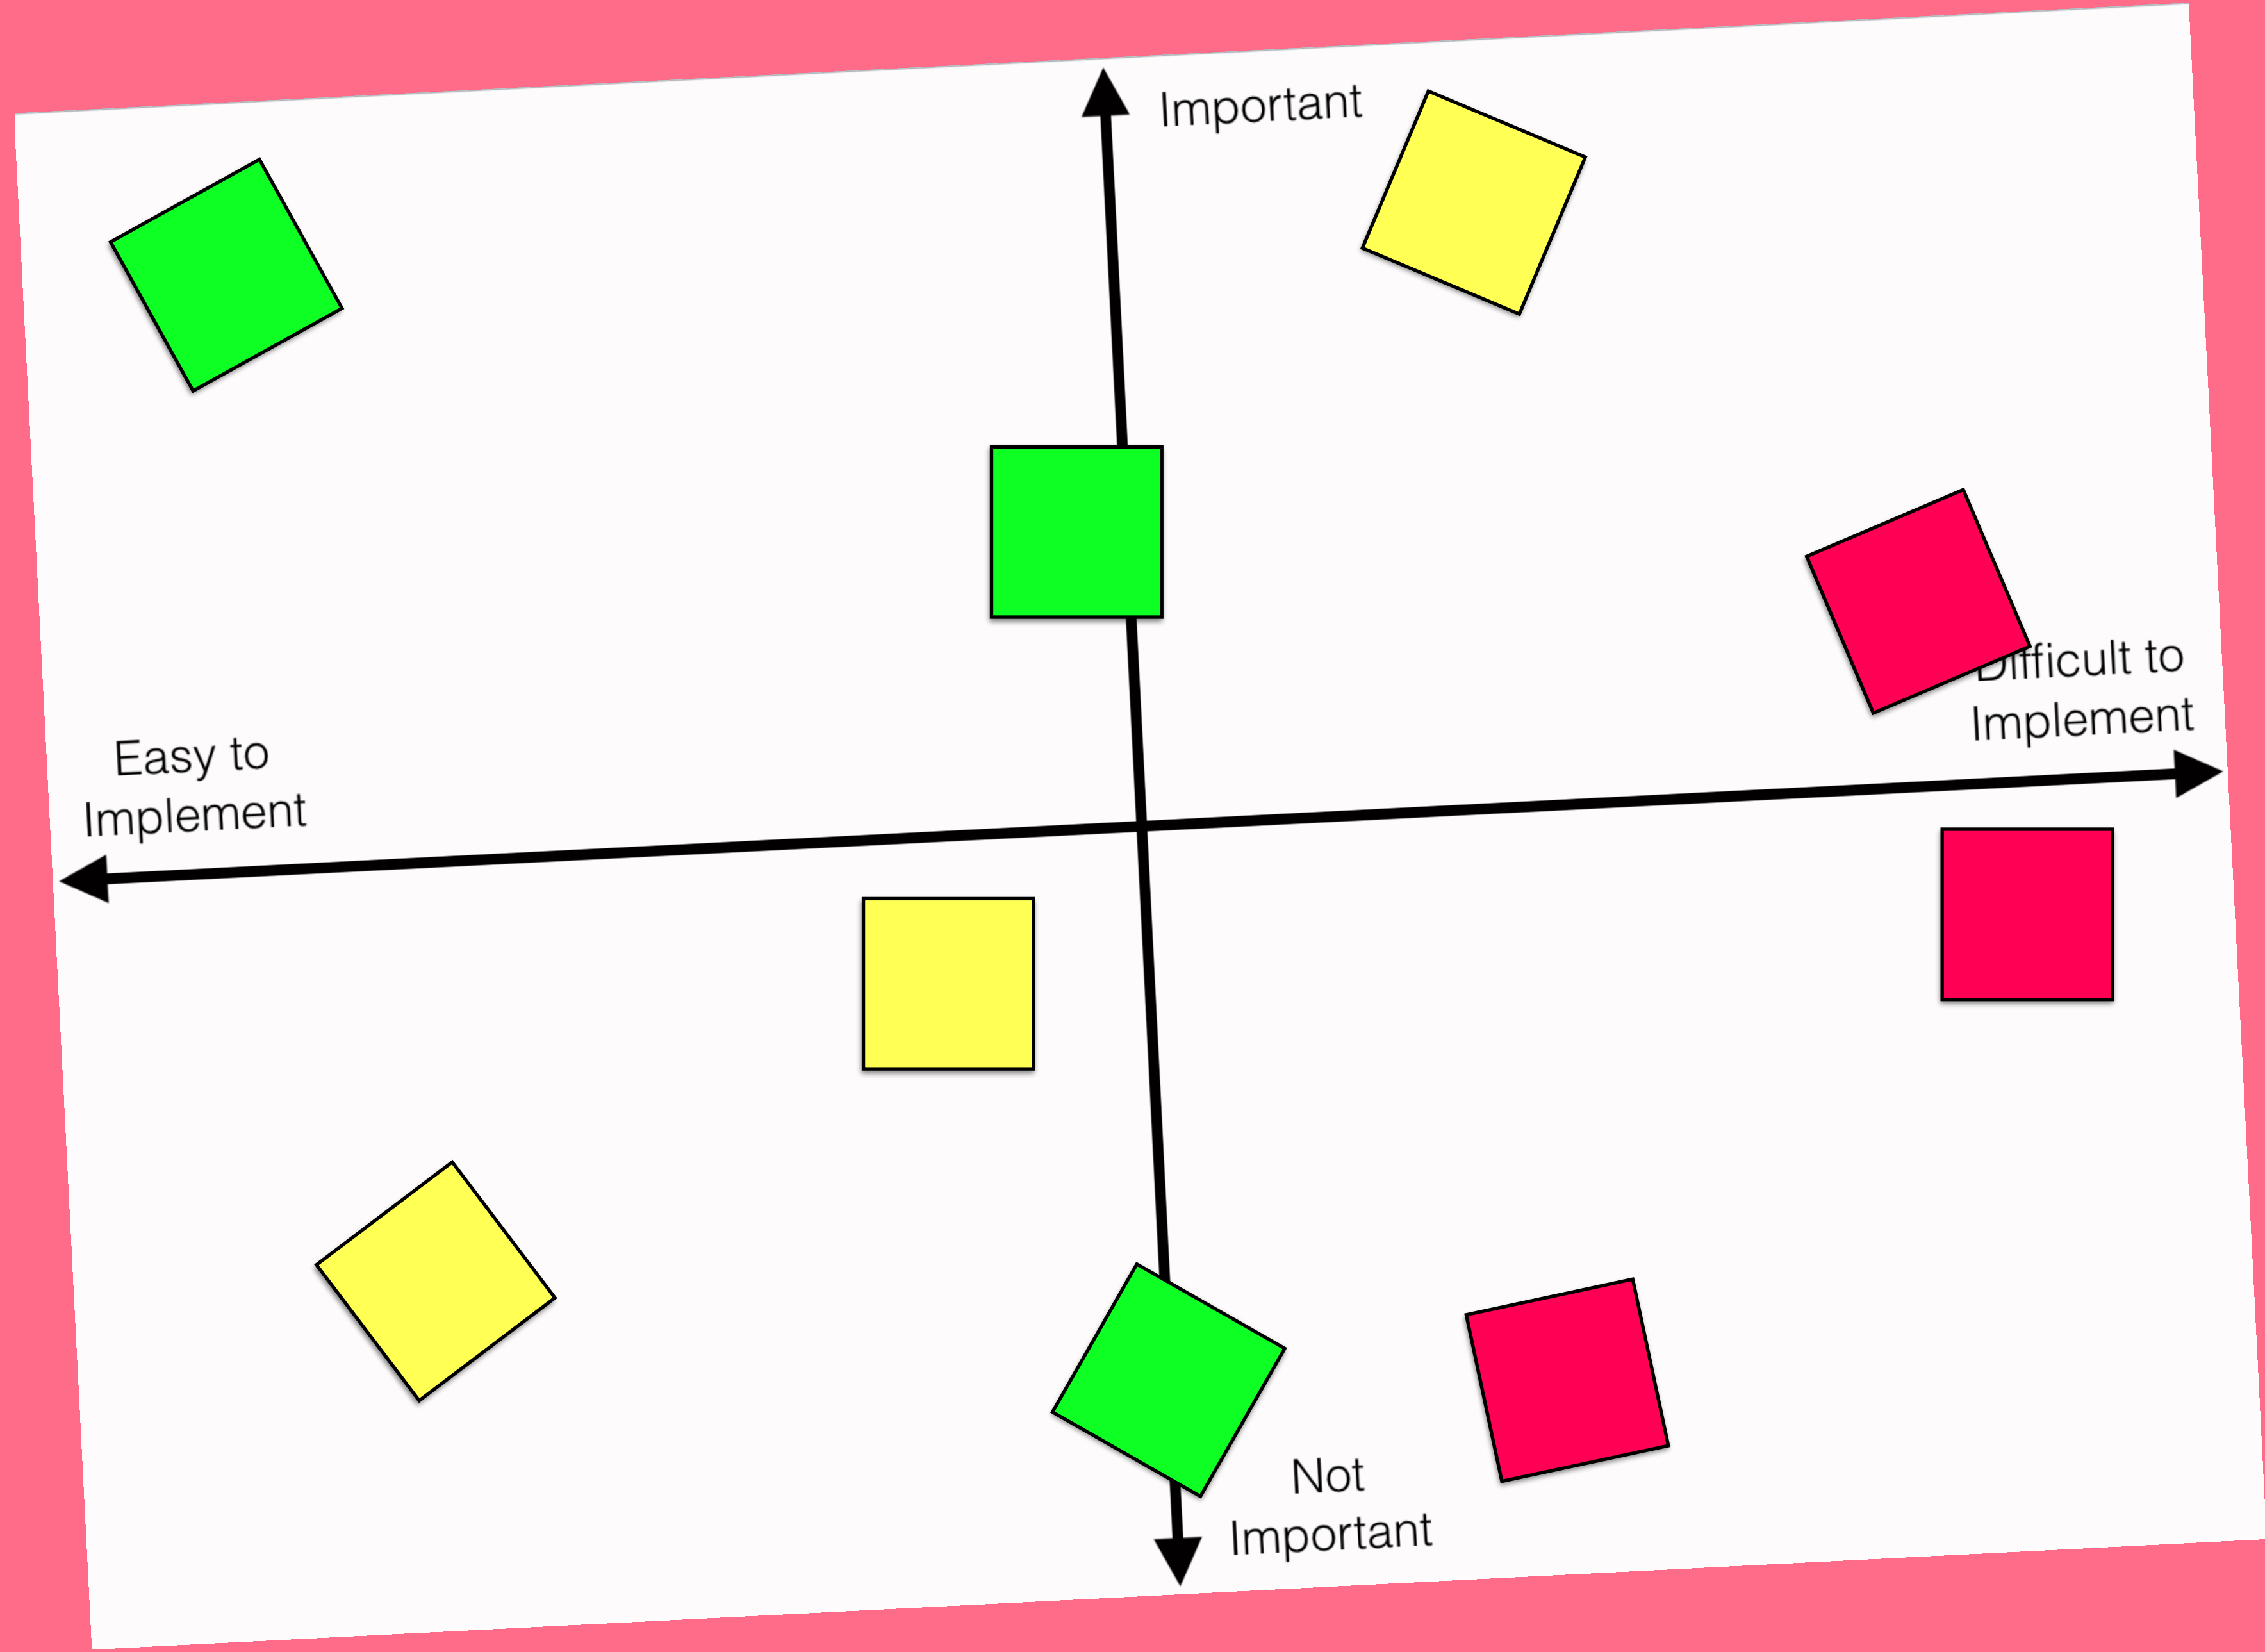 Important
Difficult to
Implement
Easy to
Implement
Not
Important